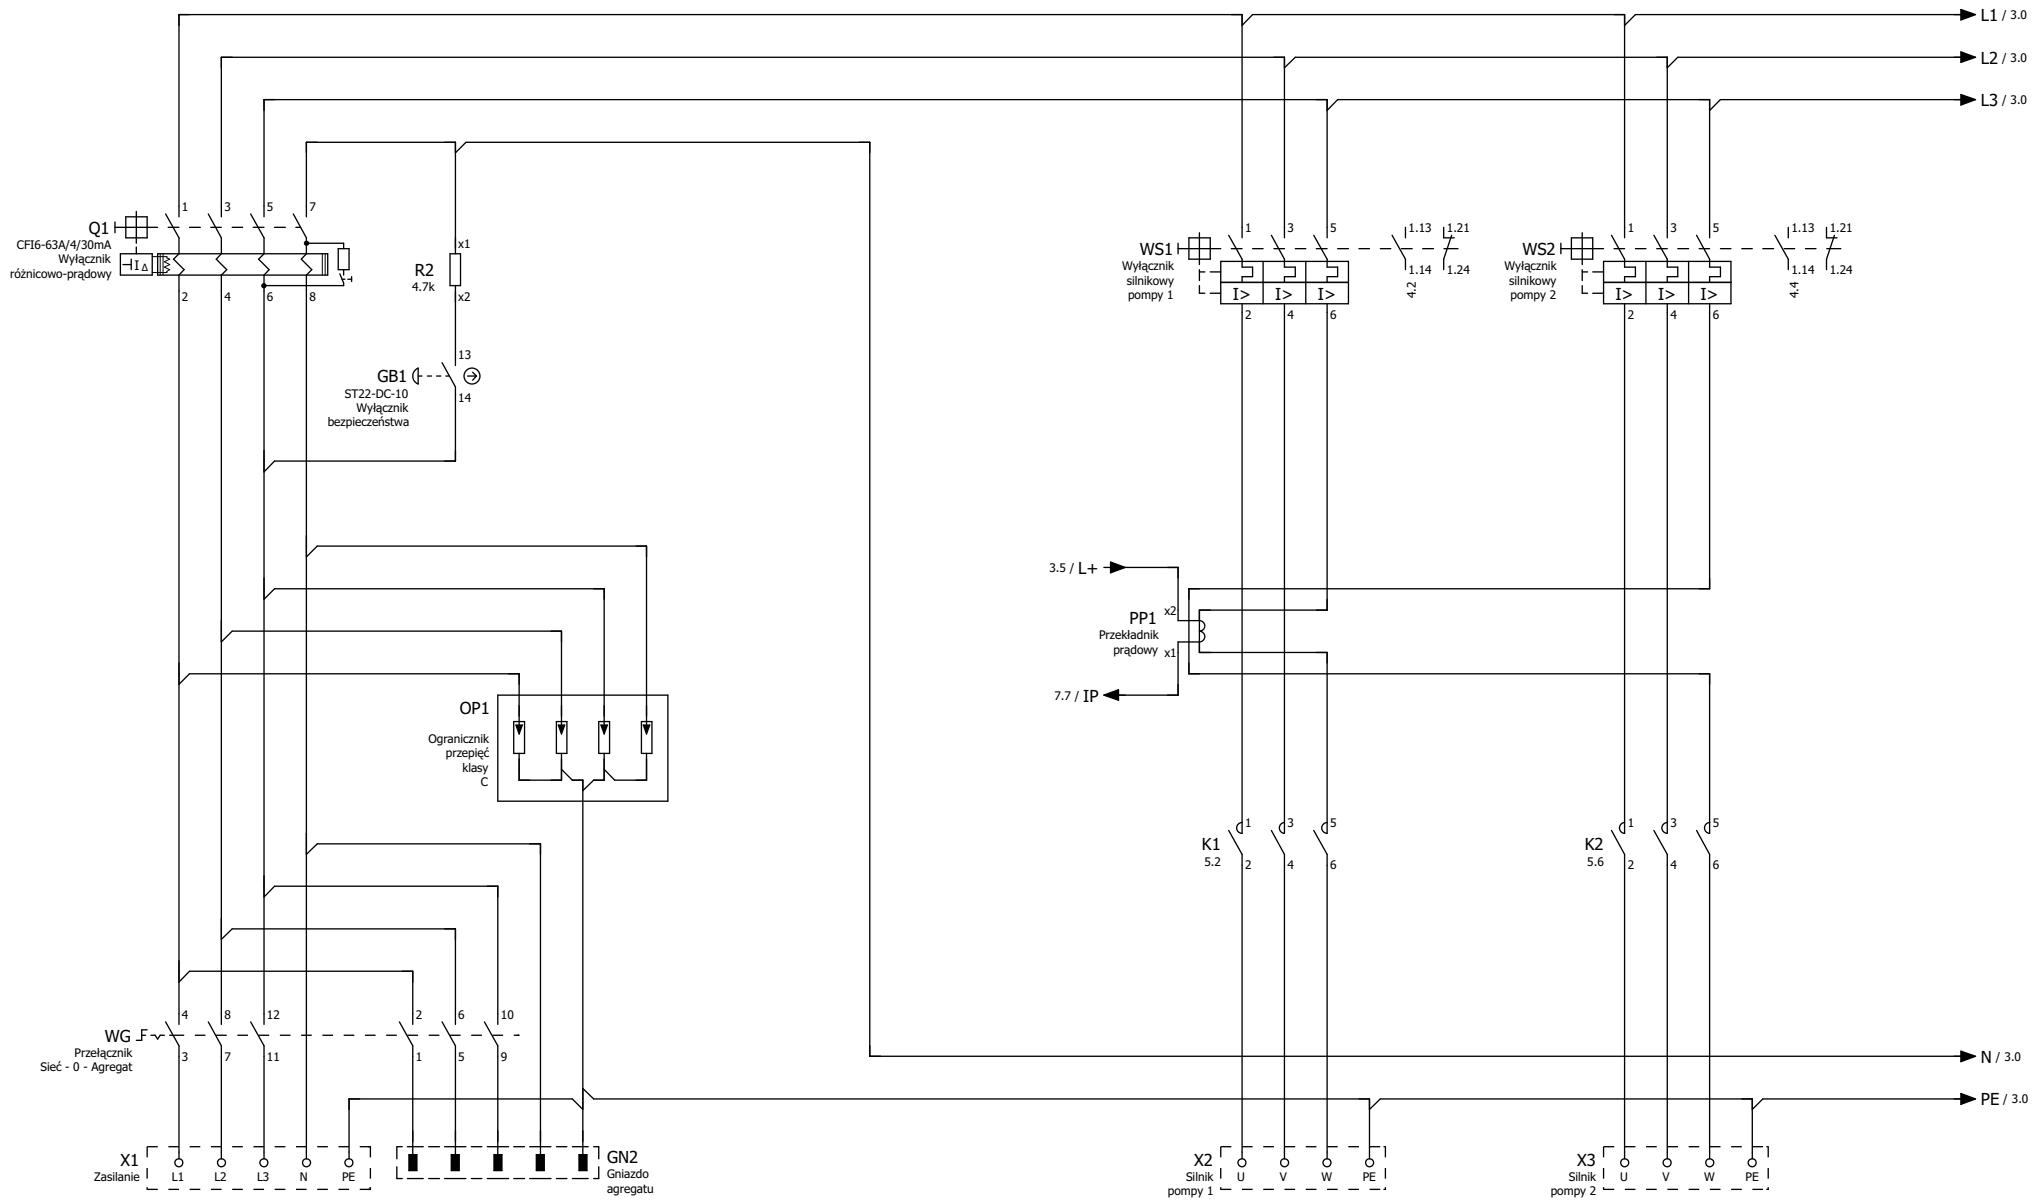 L1 / 3.0
L2 / 3.0
L3 / 3.0
1 3 5 7
Q1
CFI6-63A/4/30mA
Wyłącznik
różnicowo-prądowy
I Δ
2 4 6 8
x1
R2
4.7k
x2
13
GB1
ST22-DC-10
14
Wyłącznik
bezpieczeństwa
1 3 5
1.13 1.21
WS1
Wyłącznik
silnikowy
pompy 1
I> I> I>
1.14 1.24
4.2
2 4 6
1 3 5
1.13 1.21
WS2
Wyłącznik
silnikowy
pompy 2
I> I> I>
1.14 1.24
4.4
2 4 6
3.5 / L+
x2
PP1
Przekładnik
prądowy
x1
7.7 / IP
OP1
Ogranicznik
przepięć
klasy
C
1 3 5
K1
5.2
2 4 6
1 3 5
K2
5.6
2 4 6
4 8 12 2 6 10
WG
3 7 11 1 5 9
Przełącznik
Sieć - 0 - Agregat
N / 3.0
PE / 3.0
X1
Zasilanie
L1 L2 L3 N PE
GN2
Gniazdo
agregatu
X2
Silnik
pompy 1
U V W PE
X3
Silnik
pompy 2
U V W PE